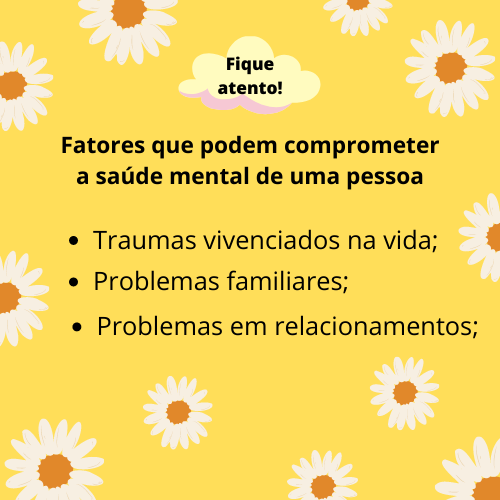 Fique
atento!
Fatores que podem comprometer
a saúde mental de uma pessoa
• Traumas vivenciados na vida;
• Problemas familiares;
• Problemas em relacionamentos;